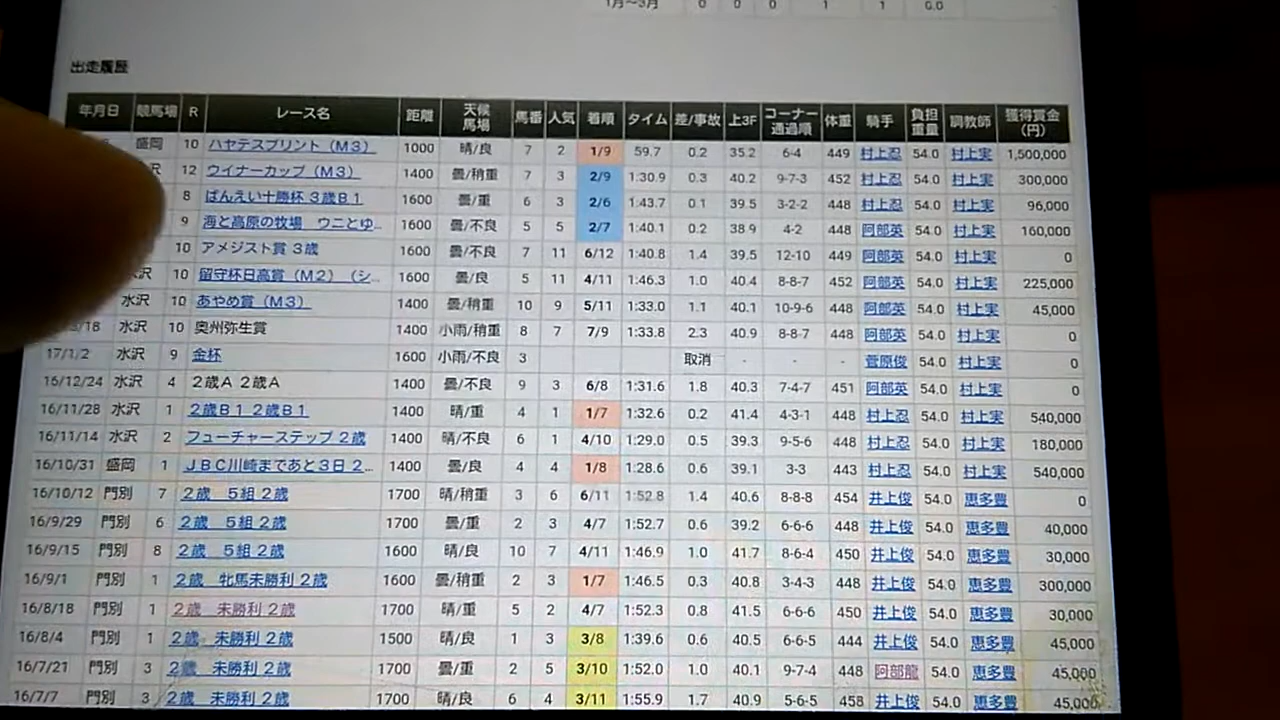 1月〜3月 0 0 0 1 1 0.0
出走履歴
年月日 競馬場 R レース名 距離 天候馬場 馬番 人気 着順 タイム 差/事故 上3F コーナー通過順 体重 騎手 負担重量 調教師 獲得賞金(円)
盛岡 10 ハヤテスプリント（M3） 1000 晴/良 7 2 1/9 59.7 0.2 35.2 6-4 449 村上忍 54.0 村上実 1,500,000
12 ウイナーカップ（M3） 1400 曇/稍重 7 3 2/9 1:30.9 0.3 40.2 9-7-3 452 村上忍 54.0 村上実 300,000
8 ばんえい十勝杯 3歳B1 1600 曇/重 6 3 2/6 1:43.7 0.1 39.5 3-2-2 448 村上忍 54.0 村上実 96,000
9 海と高原の牧場 ウニとゆ... 1600 曇/不良 5 5 2/7 1:40.1 0.2 38.9 4-2 448 阿部英 54.0 村上実 160,000
10 アメジスト賞 3歳 1600 曇/不良 7 11 6/12 1:40.8 1.4 39.5 12-10 449 阿部英 54.0 村上実 0
沢 10 留守杯日高賞（M2）（シ... 1600 曇/良 5 11 4/11 1:46.3 1.0 40.4 8-8-7 452 阿部英 54.0 村上実 225,000
水沢 10 あやめ賞（M3） 1400 曇/稍重 10 9 5/11 1:33.0 1.1 40.1 10-9-6 448 阿部英 54.0 村上実 45,000
/18 水沢 10 奥州弥生賞 1400 小雨/稍重 8 7 7/9 1:33.8 2.3 40.9 8-8-7 448 阿部英 54.0 村上実 0
17/1/2 水沢 9 金杯 1600 小雨/不良 3 取消 - - - 菅原俊 54.0 村上実 0
16/12/24 水沢 4 2歳A 2歳A 1400 曇/不良 9 3 6/8 1:31.6 1.8 40.3 7-4-7 451 阿部英 54.0 村上実 0
16/11/28 水沢 1 2歳B1 2歳B1 1400 晴/重 4 1 1/7 1:32.6 0.2 41.4 4-3-1 448 村上忍 54.0 村上実 540,000
16/11/14 水沢 2 フューチャーステップ 2歳 1400 晴/不良 6 1 4/10 1:29.0 0.5 39.3 9-5-6 448 村上忍 54.0 村上実 180,000
16/10/31 盛岡 1 JBC川崎まであと3日 2... 1400 曇/良 4 4 1/8 1:28.6 0.6 39.1 3-3 443 村上忍 54.0 村上実 540,000
16/10/12 門別 7 2歳 5組 2歳 1700 晴/稍重 3 6 6/11 1:52.8 1.4 40.6 8-8-8 454 井上俊 54.0 恵多豊 0
16/9/29 門別 6 2歳 5組 2歳 1700 曇/重 2 3 4/7 1:52.7 0.6 39.2 6-6-6 448 井上俊 54.0 恵多豊 40,000
16/9/15 門別 8 2歳 5組 2歳 1600 晴/良 10 7 4/11 1:46.9 1.0 41.7 8-6-4 450 井上俊 54.0 恵多豊 30,000
16/9/1 門別 1 2歳 牝馬未勝利 2歳 1600 曇/稍重 2 3 1/7 1:46.5 0.3 40.8 3-4-3 448 井上俊 54.0 恵多豊 300,000
16/8/18 門別 1 2歳 未勝利 2歳 1700 晴/重 5 2 4/7 1:52.3 0.8 41.5 6-6-6 450 井上俊 54.0 恵多豊 30,000
16/8/4 門別 1 2歳 未勝利 2歳 1500 晴/良 1 3 3/8 1:39.6 0.6 40.5 6-6-5 444 井上俊 54.0 恵多豊 45,000
16/7/21 門別 3 2歳 未勝利 2歳 1700 曇/重 2 5 3/10 1:52.0 1.0 40.1 9-7-4 448 阿部龍 54.0 恵多豊 45,000
16/7/7 門別 3 2歳 未勝利 2歳 1700 晴/良 6 4 3/11 1:55.9 1.7 40.9 5-6-5 458 井上俊 54.0 恵多豊 45,000